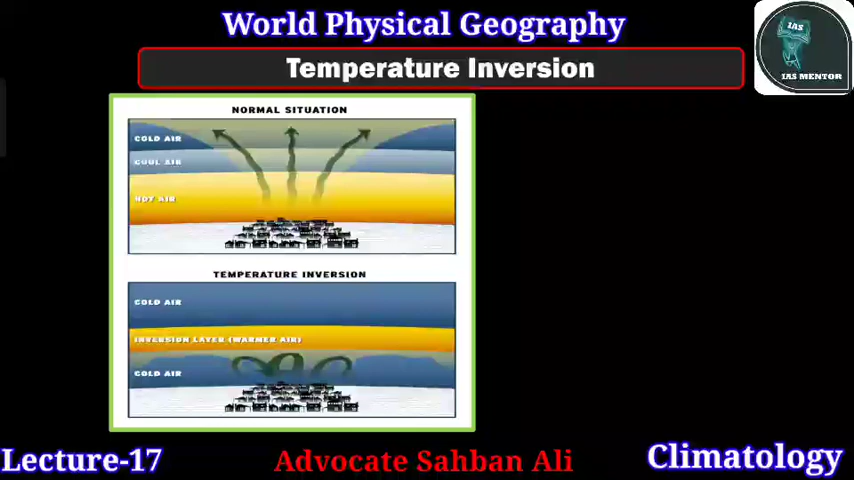 World Physical Geography
IAS
IAS MENTOR
Temperature Inversion
NORMAL SITUATION
COLD AIR
COOL AIR
HOT AIR
TEMPERATURE INVERSION
COLD AIR
INVERSION LAYER (WARMER AIR)
COLD AIR
Lecture-17
Advocate Sahban Ali
Climatology